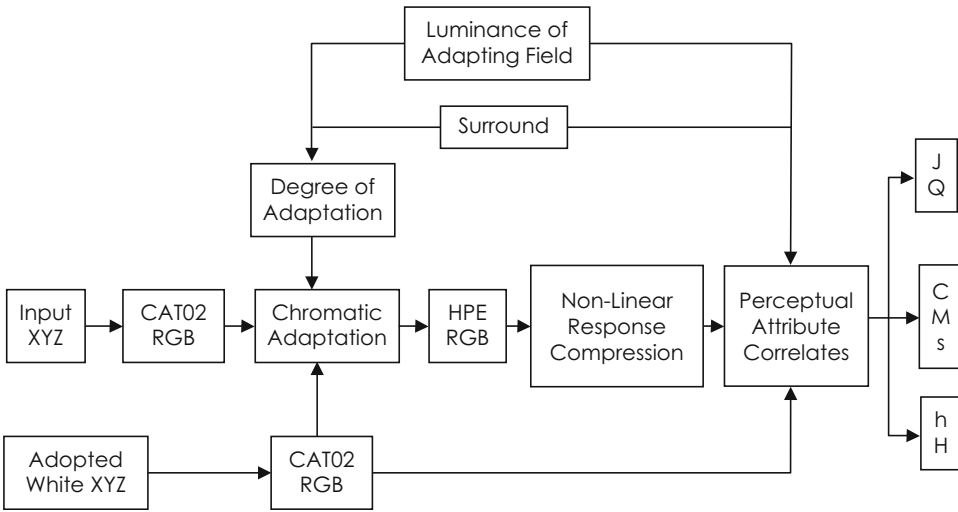 Luminance of
Adapting Field
Surround
Degree of
Adaptation
Input
XYZ
CAT02
RGB
Chromatic
Adaptation
HPE
RGB
Non-Linear
Response
Compression
Perceptual
Attribute
Correlates
J
Q
C
M
s
h
H
Adopted
White XYZ
CAT02
RGB